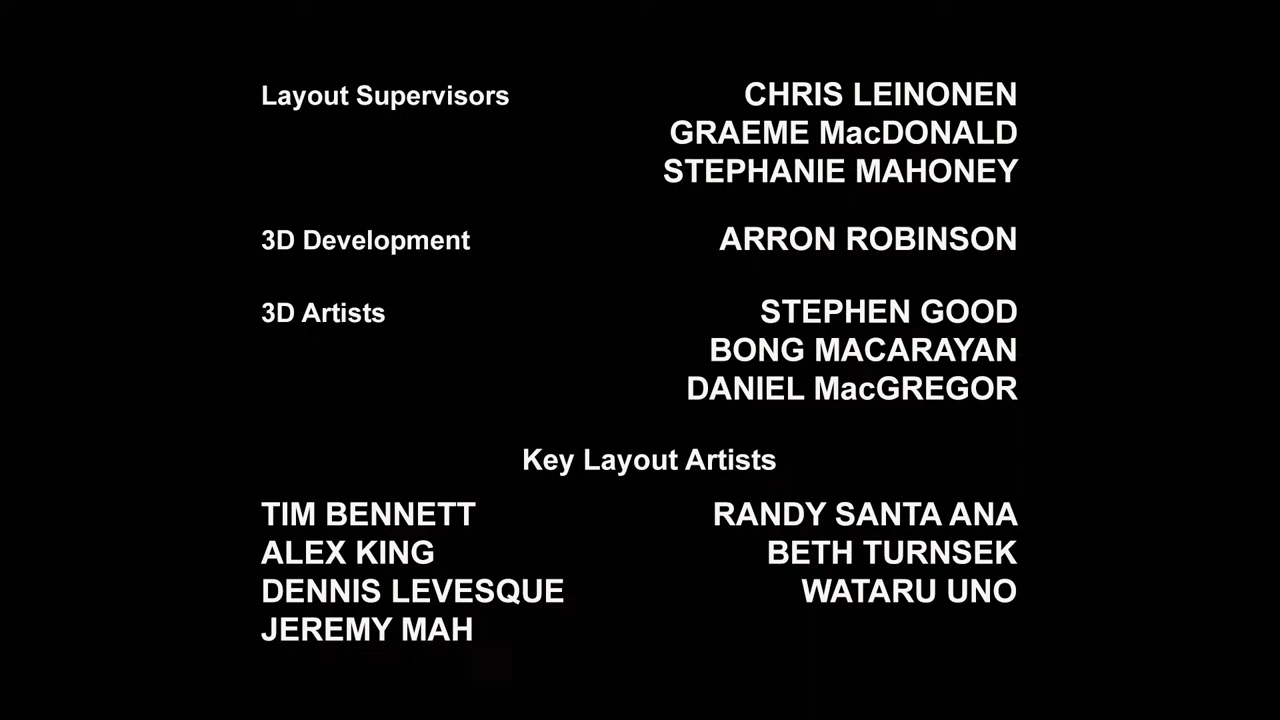 Layout Supervisors CHRIS LEINONEN
GRAEME MacDONALD
STEPHANIE MAHONEY
3D Development ARRON ROBINSON
3D Artists STEPHEN GOOD
BONG MACARAYAN
DANIEL MacGREGOR
Key Layout Artists
TIM BENNETT RANDY SANTA ANA
ALEX KING BETH TURNSEK
DENNIS LEVESQUE WATARU UNO
JEREMY MAH